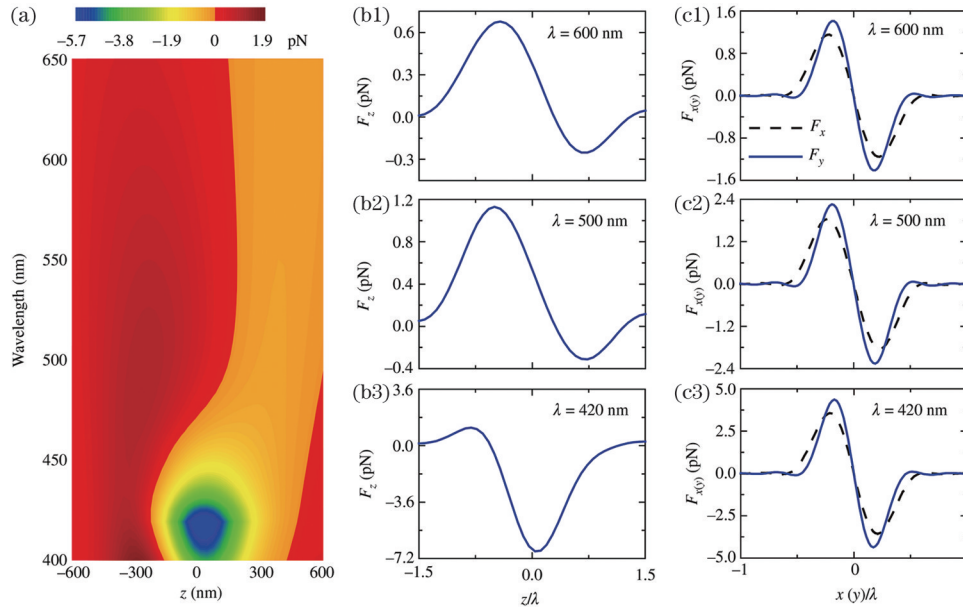 (a)
−5.7 −3.8 −1.9 0 1.9 pN
650
600
550
500
450
400
Wavelength (nm)
−600 −300 0 300 600
z (nm)
(b1)
λ = 600 nm
0.6
0.3
0.0
−0.3
F_z (pN)
(b2)
λ = 500 nm
1.2
0.8
0.4
0.0
−0.4
F_z (pN)
(b3)
λ = 420 nm
3.6
0.0
−3.6
−7.2
F_z (pN)
−1.5 0.0 1.5
z/λ
(c1)
λ = 600 nm
1.6
0.8
0.0
−0.8
−1.6
F_x(y) (pN)
F_x
F_y
(c2)
λ = 500 nm
2.4
1.2
0.0
−1.2
−2.4
F_x(y) (pN)
(c3)
λ = 420 nm
5.0
2.5
0.0
−2.5
−5.0
F_x(y) (pN)
−1 0 1
x (y)/λ